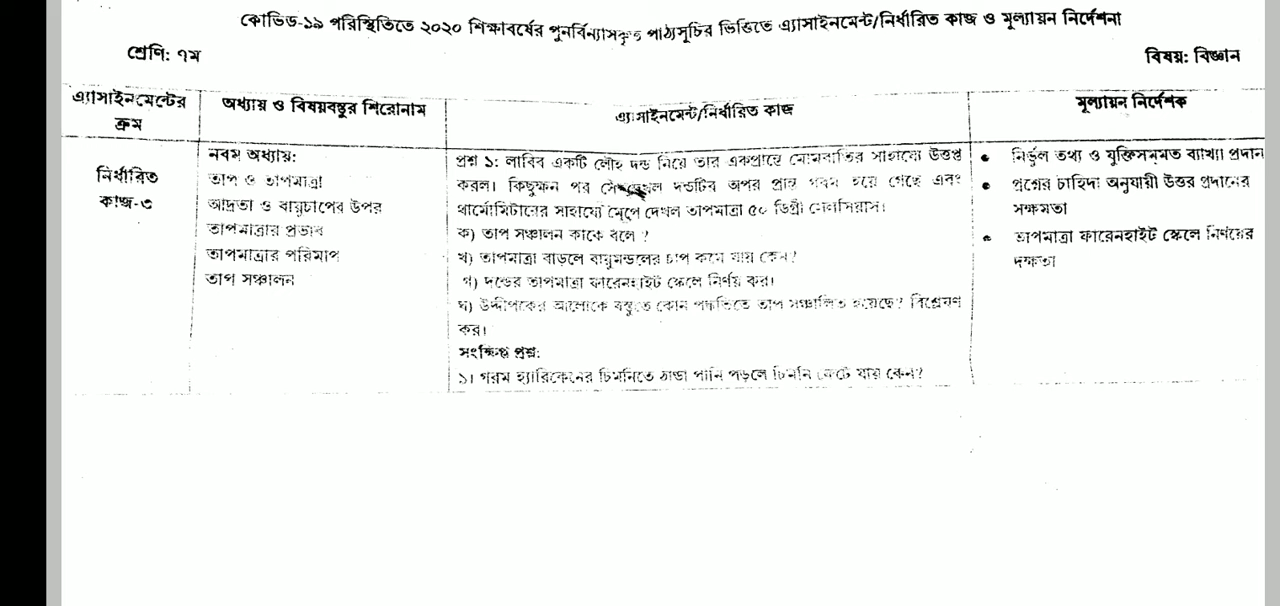 কোভিড-১৯ পরিস্থিতিতে ২০২০ শিক্ষাবর্ষের পুনর্বিন্যাসকৃত পাঠ্যসূচির ভিত্তিতে এ্যাসাইনমেন্ট/নির্ধারিত কাজ ও মূল্যায়ন নির্দেশনা
শ্রেণি: ৭ম
বিষয়: বিজ্ঞান
এ্যাসাইনমেন্টের
ক্রম
অধ্যায় ও বিষয়বস্তুর শিরোনাম
এ্যাসাইনমেন্ট/নির্ধারিত কাজ
মূল্যায়ন নির্দেশক
নির্ধারিত
কাজ-৩
নবম অধ্যায়:
তাপ ও তাপমাত্রা
আদ্রতা ও বায়ুচাপের উপর
তাপমাত্রার প্রভাব
তাপমাত্রার পরিমাপ
তাপ সঞ্চালন
প্রশ্ন ১: লাবিব একটি লৌহ দন্ড নিয়ে তার একপ্রান্তে মোমবাতির সাহায্যে উত্তপ্ত
করল। কিছুক্ষন পর সে দেখল দন্ডটির অপর প্রান্ত গরম হয়ে গেছে এবং
থার্মোমিটারের সাহায্যে মেপে দেখল তাপমাত্রা ৫০ ডিগ্রী সেলসিয়াস।
ক) তাপ সঞ্চালন কাকে বলে ?
খ) তাপমাত্রা বাড়লে বায়ুমন্ডলের চাপ কমে যায় কেন?
গ) দন্ডের তাপমাত্রা ফারেনহাইট স্কেলে নির্ণয় কর।
ঘ) উদ্দীপকের আলোকে বস্তুতে কোন পদ্ধতিতে তাপ সঞ্চালিত হয়েছে? বিশ্লেষণ
কর।
সংক্ষিপ্ত প্রশ্ন:
১। গরম হ্যারিকেনের চিমনিতে ঠান্ডা পানি পড়লে চিমনি ফেটে যায় কেন?
• নির্ভুল তথ্য ও যুক্তিসম্মত ব্যাখ্যা প্রদান
• প্রশ্নের চাহিদা অনুযায়ী উত্তর প্রদানের
সক্ষমতা
• তাপমাত্রা ফারেনহাইট স্কেলে নির্ণয়ের
দক্ষতা